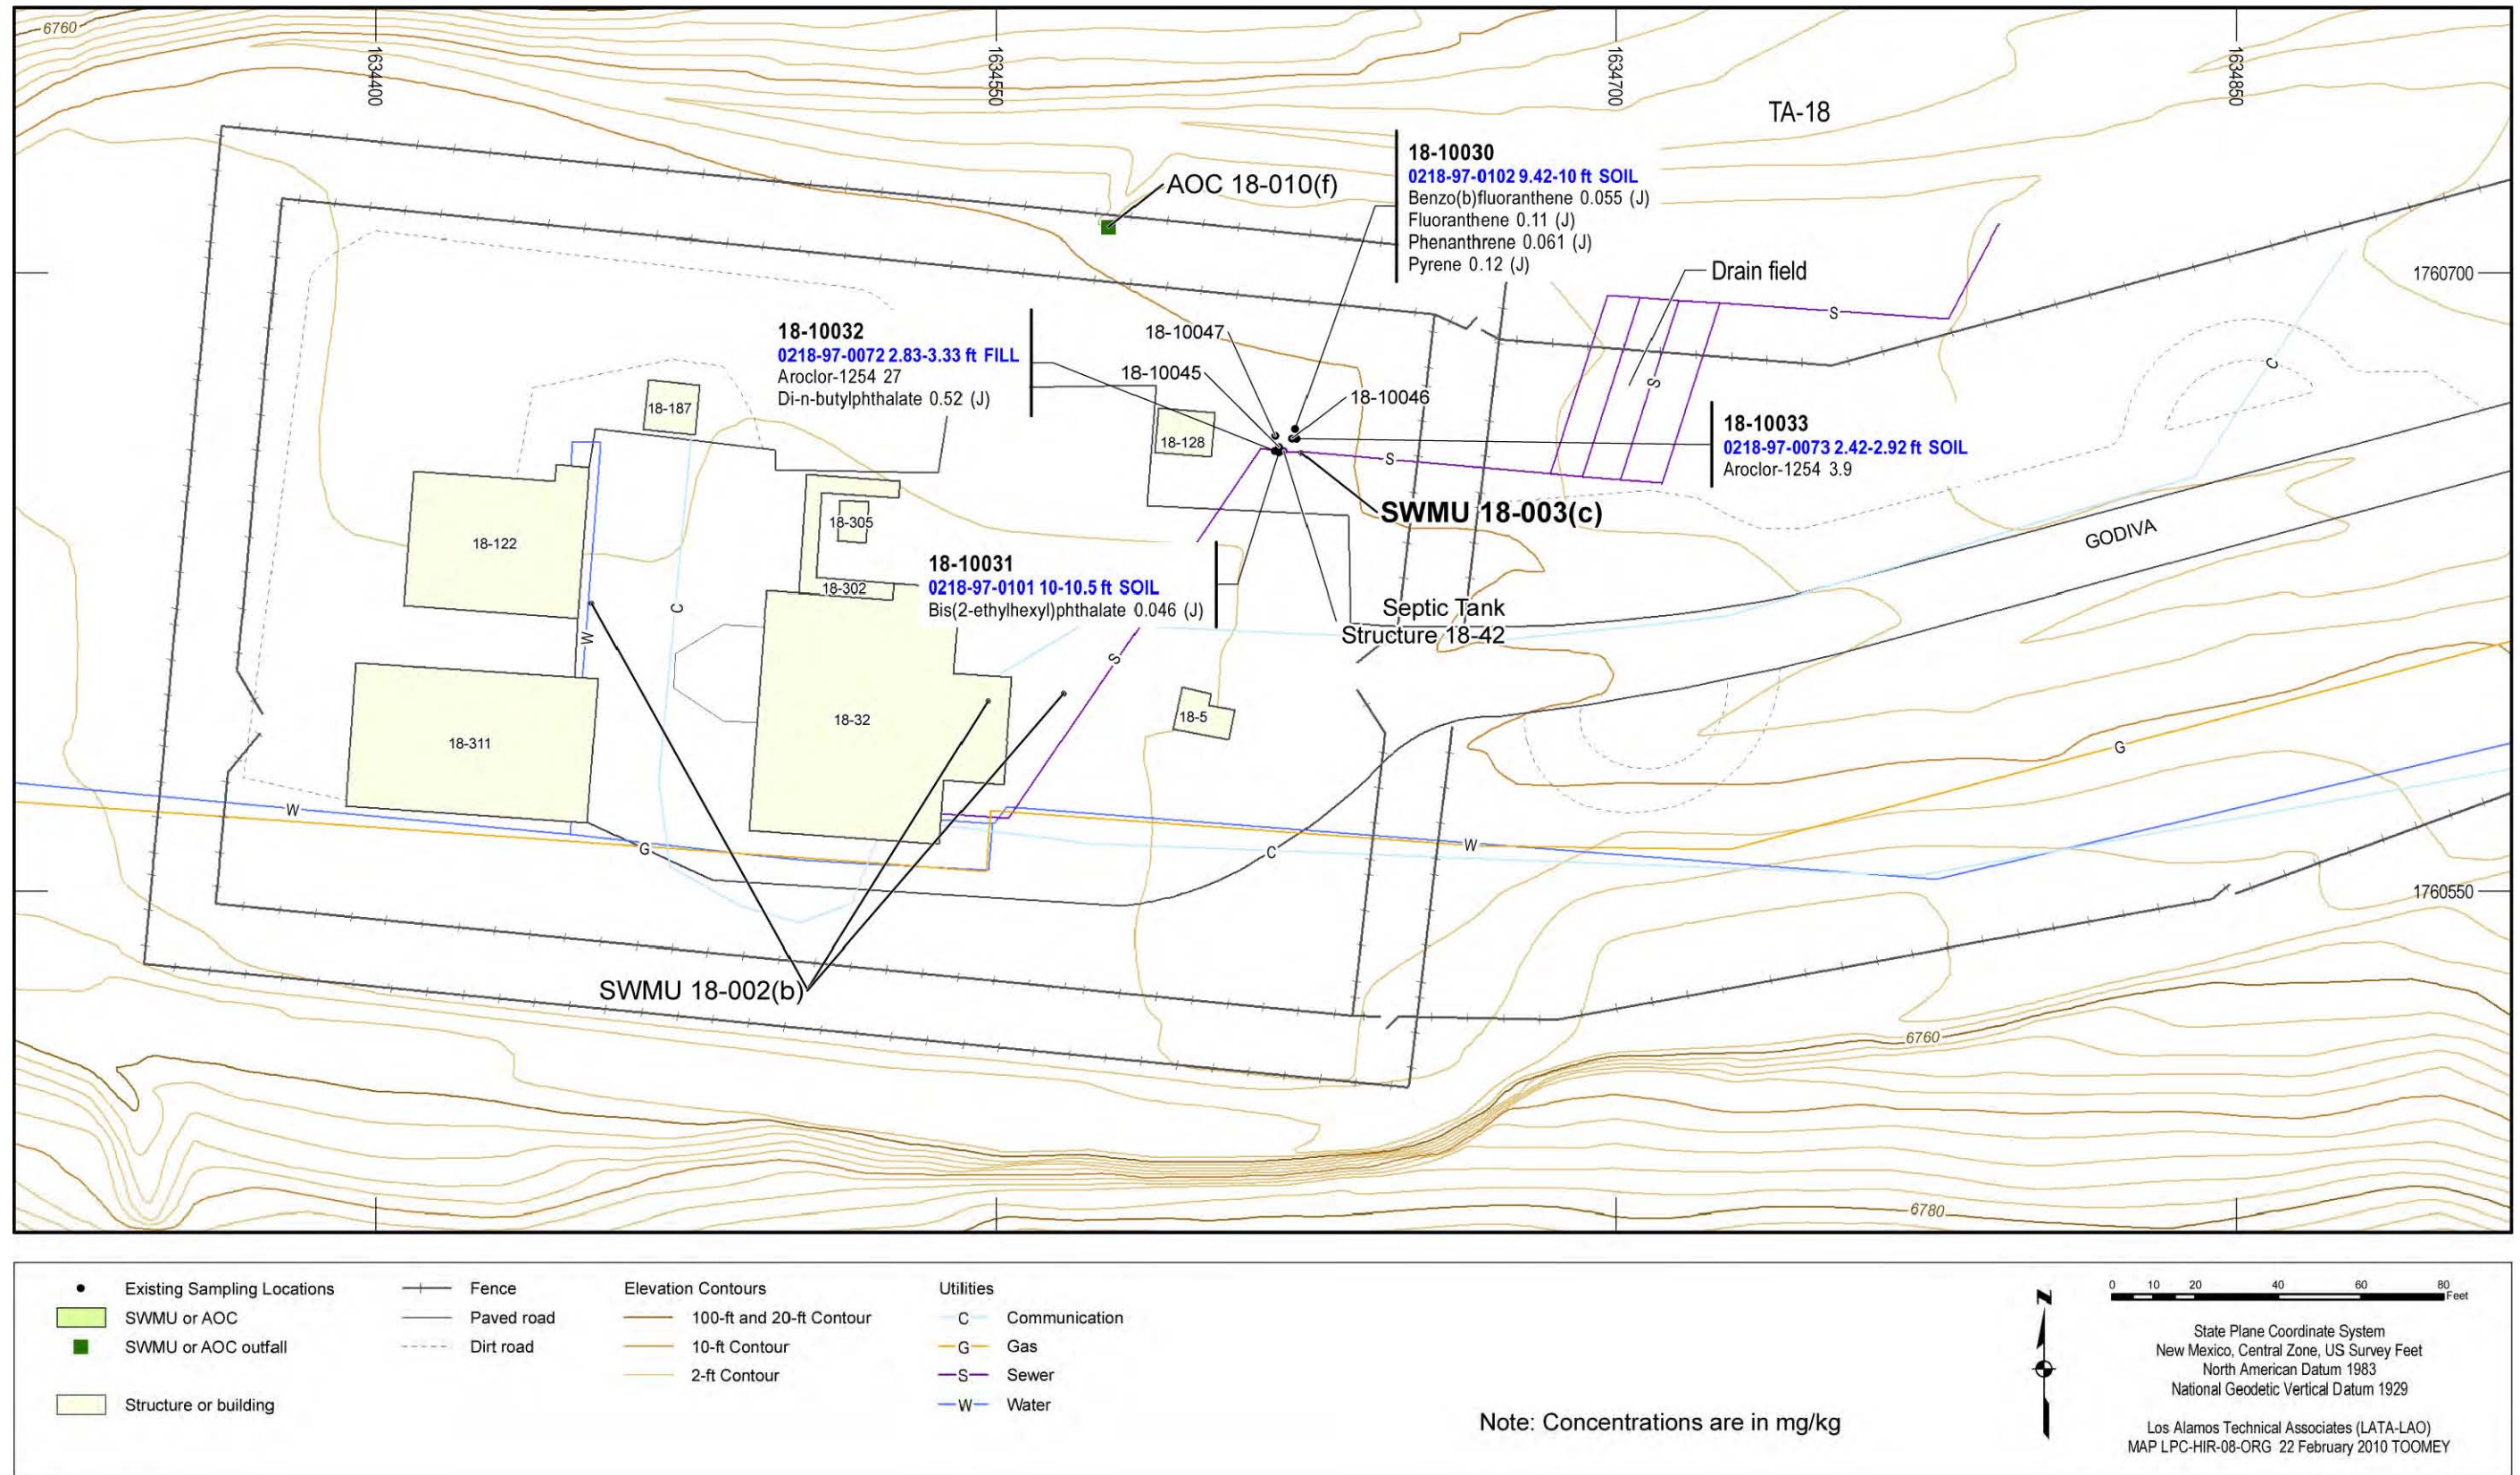 6760
1634400
1634550
1634700
1634850
TA-18
18-10030
0218-97-0102 9.42-10 ft SOIL
Benzo(b)fluoranthene 0.055 (J)
Fluoranthene 0.11 (J)
Phenanthrene 0.061 (J)
Pyrene 0.12 (J)
AOC 18-010(f)
Drain field
1760700
S
18-10032
0218-97-0072 2.83-3.33 ft FILL
Aroclor-1254 27
Di-n-butylphthalate 0.52 (J)
18-10047
18-10045
18-10046
S
C
18-187
18-128
18-10033
0218-97-0073 2.42-2.92 ft SOIL
Aroclor-1254 3.9
S
SWMU 18-003(c)
18-305
18-122
GODIVA
18-10031
0218-97-0101 10-10.5 ft SOIL
Bis(2-ethylhexyl)phthalate 0.046 (J)
18-302
C
W
Septic Tank
Structure 18-42
S
18-32
18-5
18-311
G
W
G
C
W
1760550
SWMU 18-002(b)
6760
6780
Existing Sampling Locations
SWMU or AOC
SWMU or AOC outfall
Structure or building
Fence
Paved road
Dirt road
Elevation Contours
100-ft and 20-ft Contour
10-ft Contour
2-ft Contour
Utilities
C Communication
G Gas
S Sewer
W Water
Note: Concentrations are in mg/kg
N
0 10 20 40 60 80
Feet
State Plane Coordinate System
New Mexico, Central Zone, US Survey Feet
North American Datum 1983
National Geodetic Vertical Datum 1929
Los Alamos Technical Associates (LATA-LAO)
MAP LPC-HIR-08-ORG 22 February 2010 TOOMEY